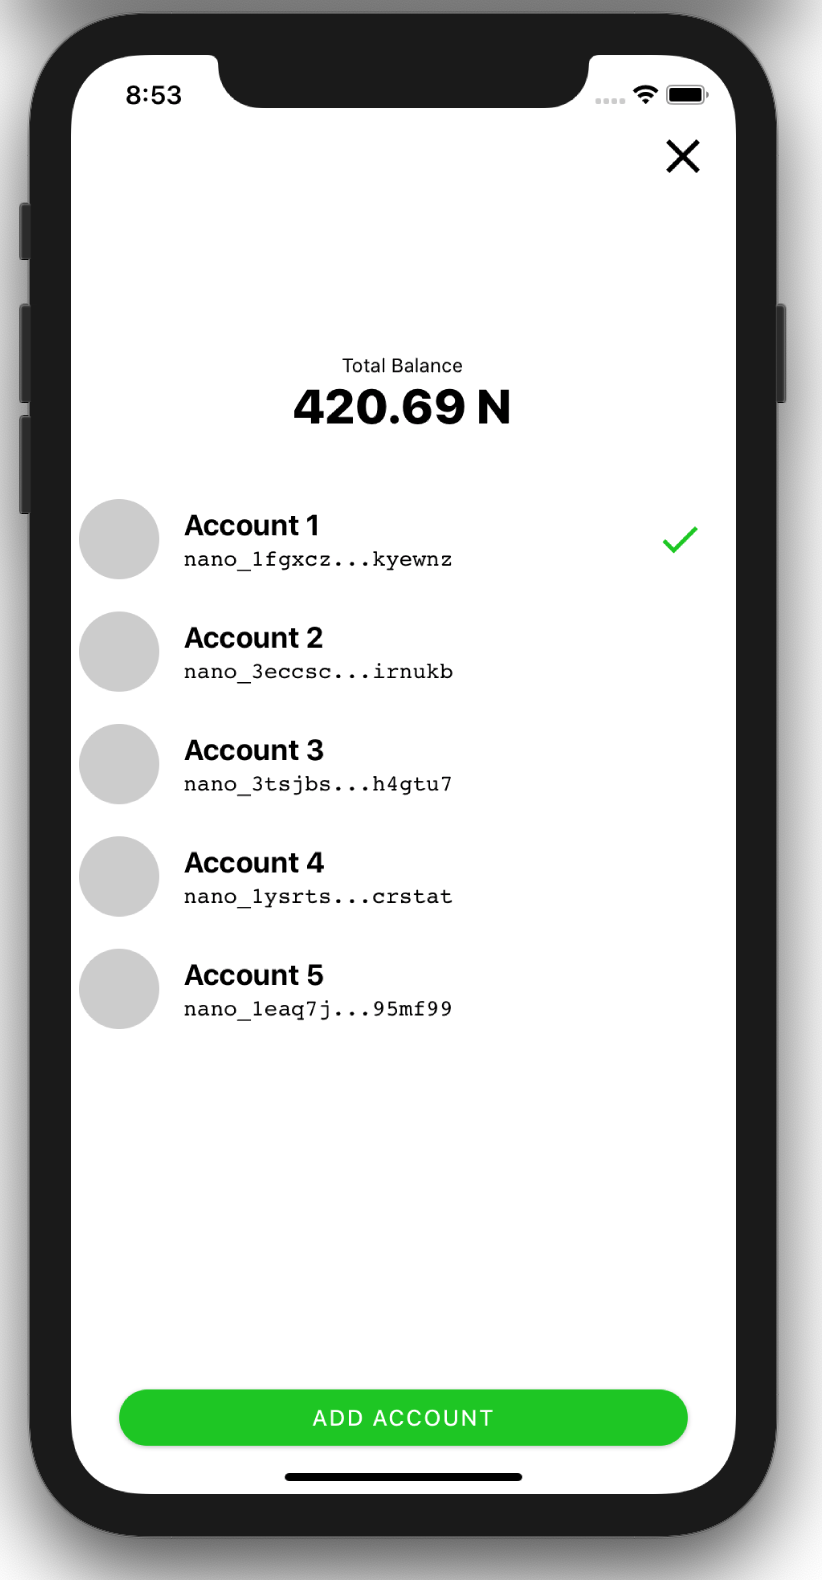 8:53
Total Balance
420.69 N
Account 1
nano_1fgxcz...kyewnz
Account 2
nano_3eccsc...irnukb
Account 3
nano_3tsjbs...h4gtu7
Account 4
nano_1ysrts...crstat
Account 5
nano_1eaq7j...95mf99
ADD ACCOUNT